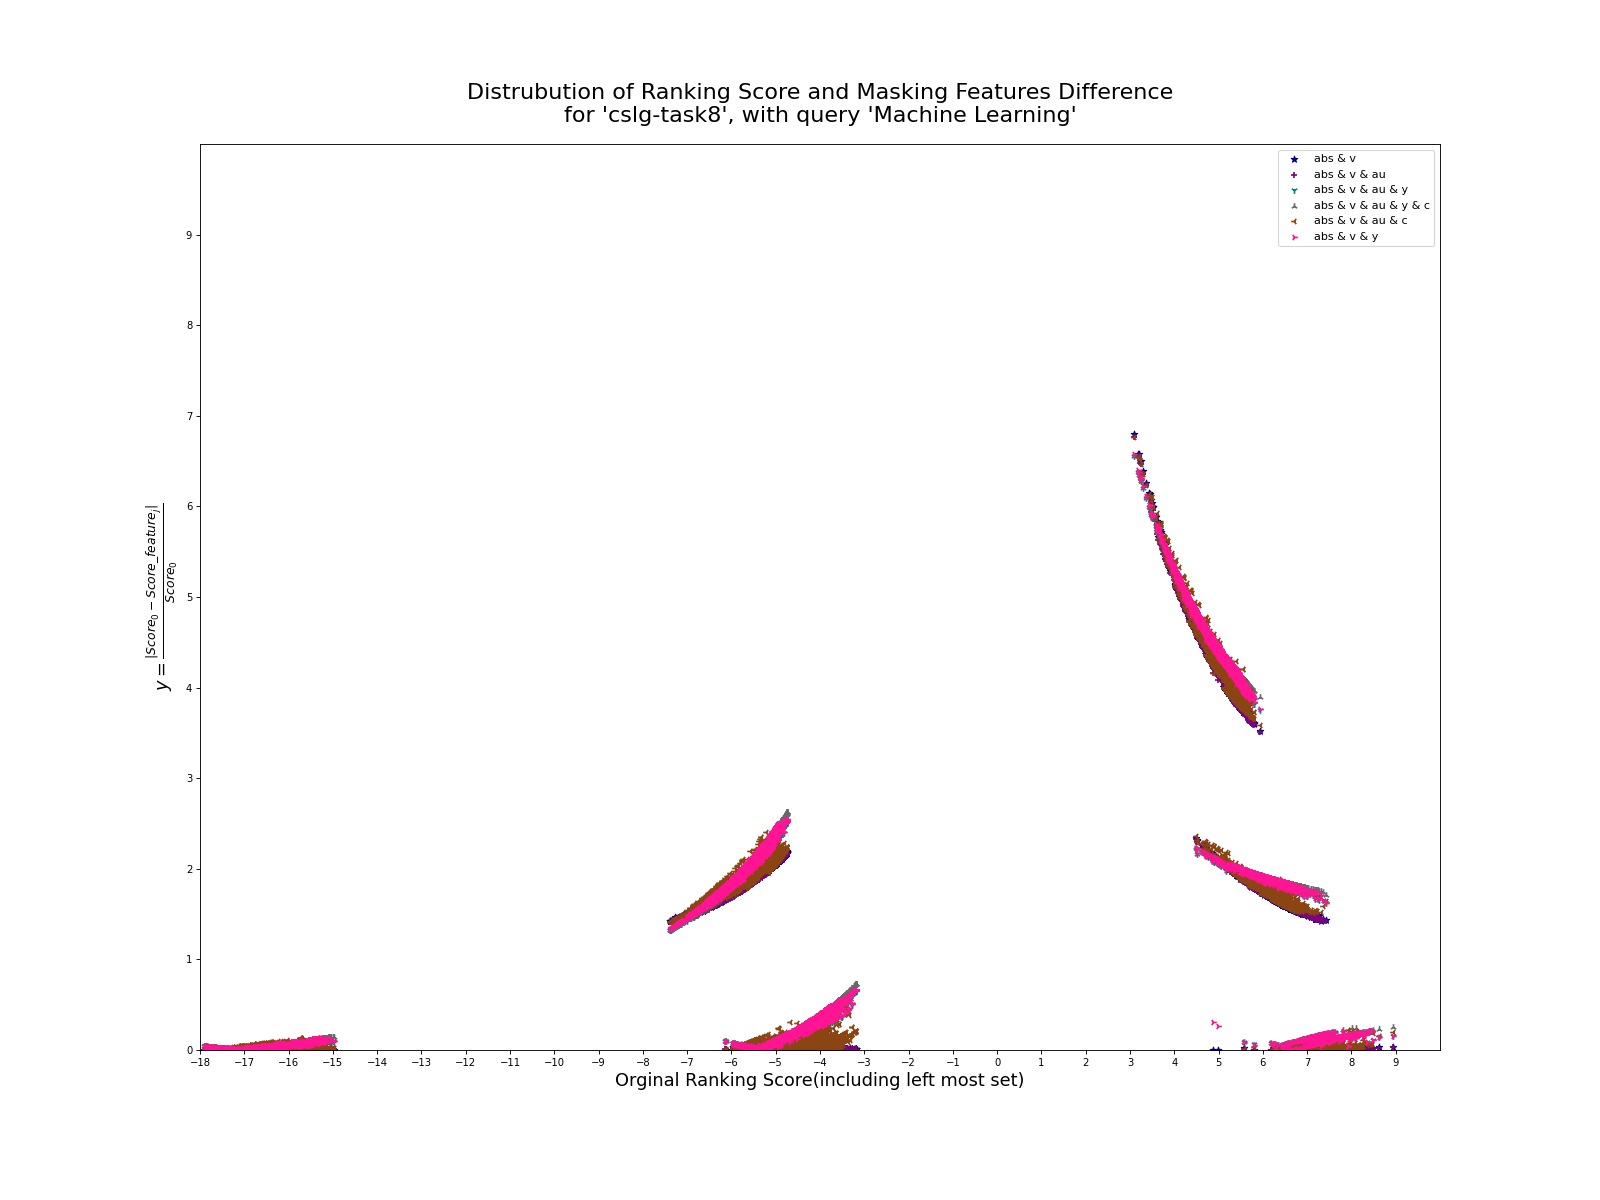 Distrubution of Ranking Score and Masking Features Difference
for 'cslg-task8', with query 'Machine Learning'
abs & v
abs & v & au
abs & v & au & y
abs & v & au & y & c
abs & v & au & c
abs & v & y
9
8
7
6
5
4
3
2
1
0
y = |Score₀ − Score_featureⱼ| / Score₀
−18 −17 −16 −15 −14 −13 −12 −11 −10 −9 −8 −7 −6 −5 −4 −3 −2 −1 0 1 2 3 4 5 6 7 8 9
Orginal Ranking Score(including left most set)